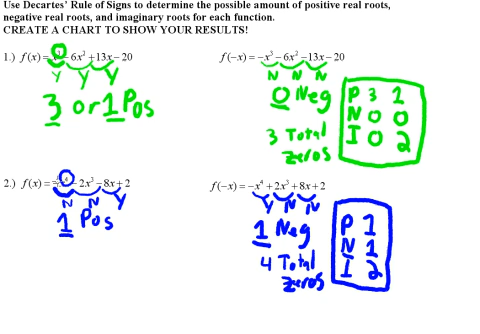 Use Decartes' Rule of Signs to determine the possible amount of positive real roots,
negative real roots, and imaginary roots for each function.
CREATE A CHART TO SHOW YOUR RESULTS!
1.) f(x) = x³ – 6x² +13x – 20
Y Y Y
3 or 1 Pos
f(–x) = –x³ – 6x² –13x – 20
N N N
0 Neg
3 Total
zeros
P 3 1
N 0 0
I 0 2
2.) f(x) = –x⁴ – 2x³ – 8x + 2
N N Y
1 Pos
f(–x) = –x⁴ + 2x³ + 8x + 2
Y N N
1 Neg
4 Total
zeros
P 1
N 1
I 2